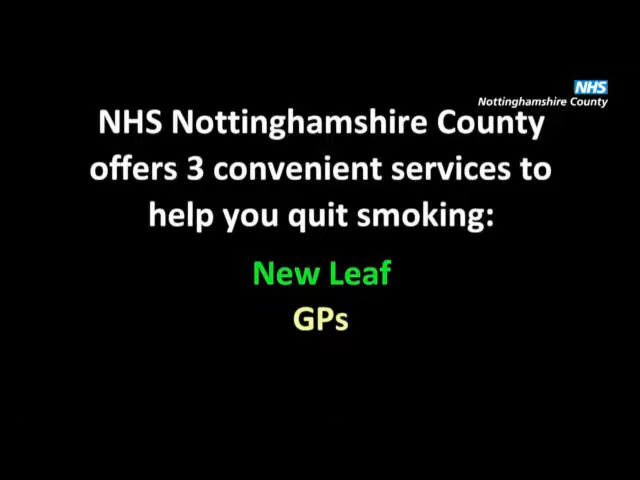 NHS
Nottinghamshire County
NHS Nottinghamshire County
offers 3 convenient services to
help you quit smoking:
New Leaf
GPs